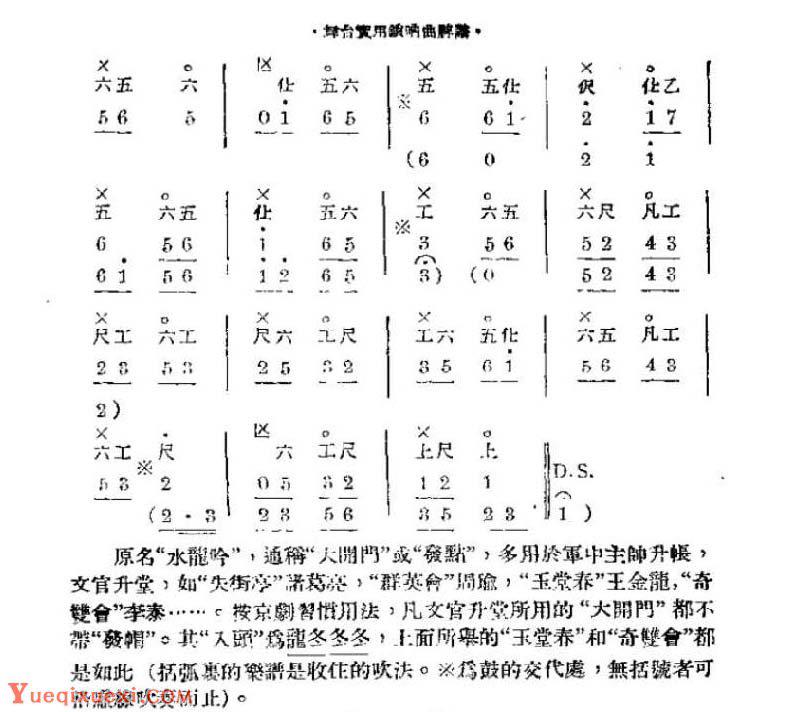 ·舞台實用鎖吶曲牌譜·
× 。 × 。 × 。 × 。
六五 六 仕 五六 ※ 五 五仕 伬 仕乙
5 6 5 0 1 6 5 6 6 1 2 1 7
(6 0 2 1
× 。 × 。 × 。 × 。
五 六五 仕 五六 ※ 工 六五 六尺 凡工
6 5 6 1 6 5 3 5 6 5 2 4 3
6 1 5 6 1 2 6 5 3) (0 5 2 4 3
× 。 × 。 × 。 × 。
尺工 六工 尺六 工尺 工六 五仕 六五 凡工
2 3 5 3 2 5 3 2 3 5 6 1 5 6 4 3
2)
× 。 × 。 × 。
六工 ※ 尺 六 工尺 上尺 上
5 3 2 0 5 3 2 1 2 1 D.S.
(2 · 3 2 3 5 6 3 5 2 3 1 )
原名“水龍吟”，通稱“大開門”或“發點”，多用於軍中主帥升帳，
文官升堂，如“失街亭”諸葛亮，“羣英會”周瑜，“玉堂春”王金龍，“奇
雙會”李泰……。按京劇習慣用法，凡文官升堂所用的“大開門”都不
帶“發帽”。其“入頭”爲龍冬冬冬，上面所舉的“玉堂春”和“奇雙會”都
是如此（括弧裏的樂譜是收住的吹法。※爲鼓的交代處，無括號者可
止）。
Yueqixuexi.com